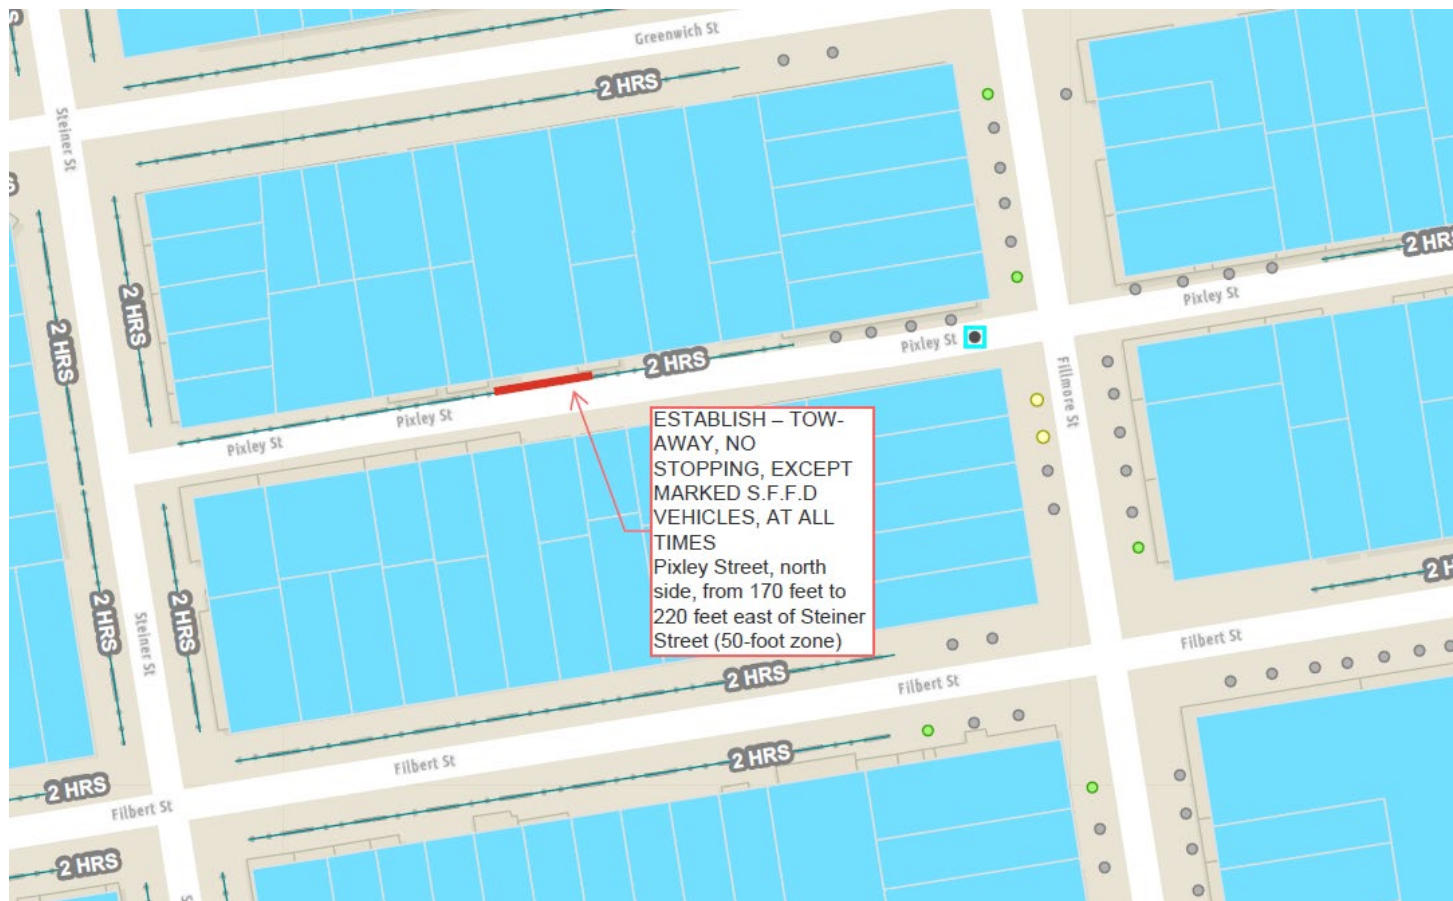 Greenwich St
2 HRS
Steiner St
2 HRS
2 HRS
2 HRS
Pixley St
2 HRS
Pixley St
Pixley St
Pixley St
Fillmore St
ESTABLISH – TOW-
AWAY, NO
STOPPING, EXCEPT
MARKED S.F.F.D
VEHICLES, AT ALL
TIMES
Pixley Street, north
side, from 170 feet to
220 feet east of Steiner
Street (50-foot zone)
2 HRS
2 HRS
Steiner St
2 H
Filbert St
2 HRS
Filbert St
2 HRS
Filbert St
2 HRS
Filbert St
2 HRS